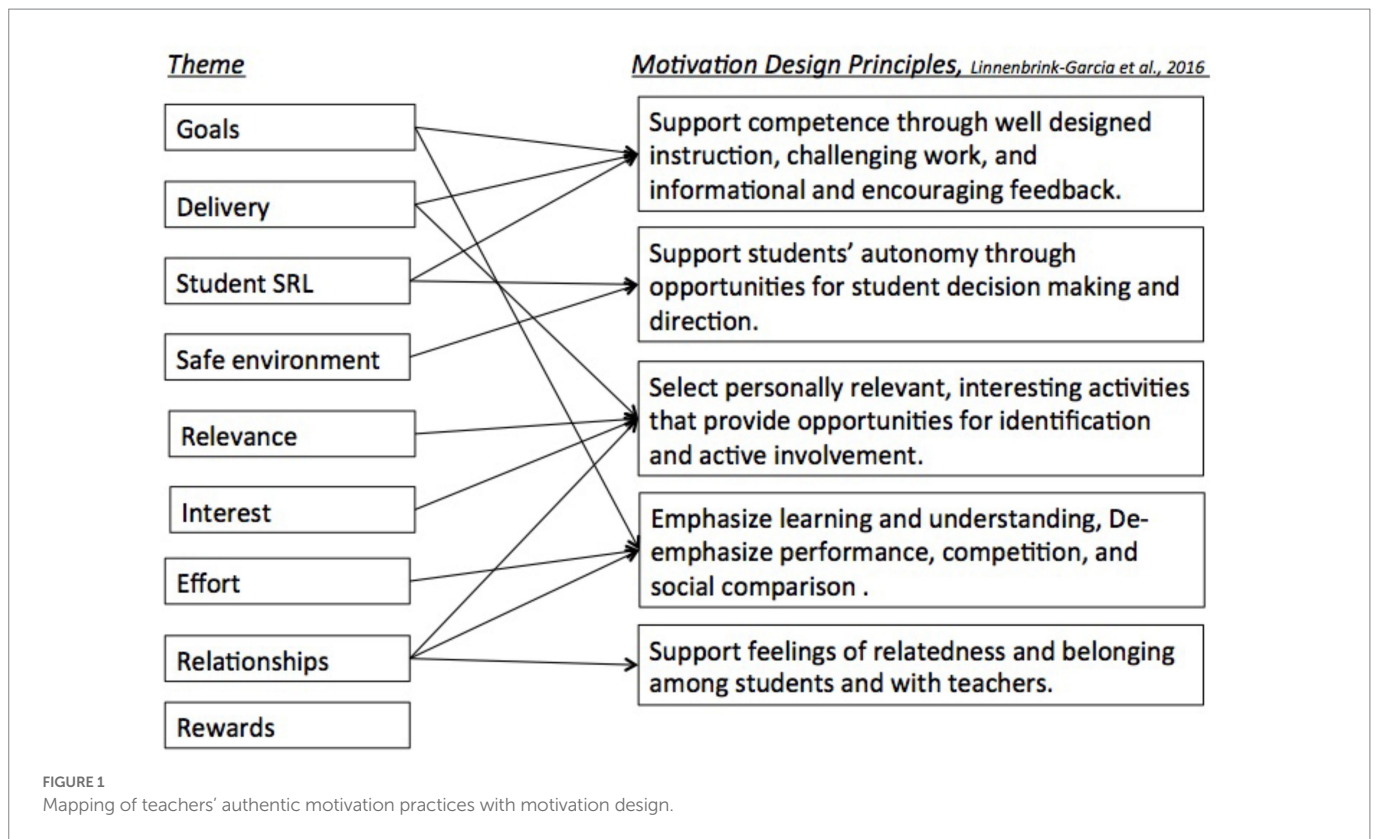 Theme
Motivation Design Principles, Linnenbrink-Garcia et al., 2016
Goals
Delivery
Student SRL
Safe environment
Relevance
Interest
Effort
Relationships
Rewards
Support competence through well designed
instruction, challenging work, and
informational and encouraging feedback.
Support students’ autonomy through
opportunities for student decision making and
direction.
Select personally relevant, interesting activities
that provide opportunities for identification
and active involvement.
Emphasize learning and understanding, De-
emphasize performance, competition, and
social comparison .
Support feelings of relatedness and belonging
among students and with teachers.
FIGURE 1
Mapping of teachers’ authentic motivation practices with motivation design.